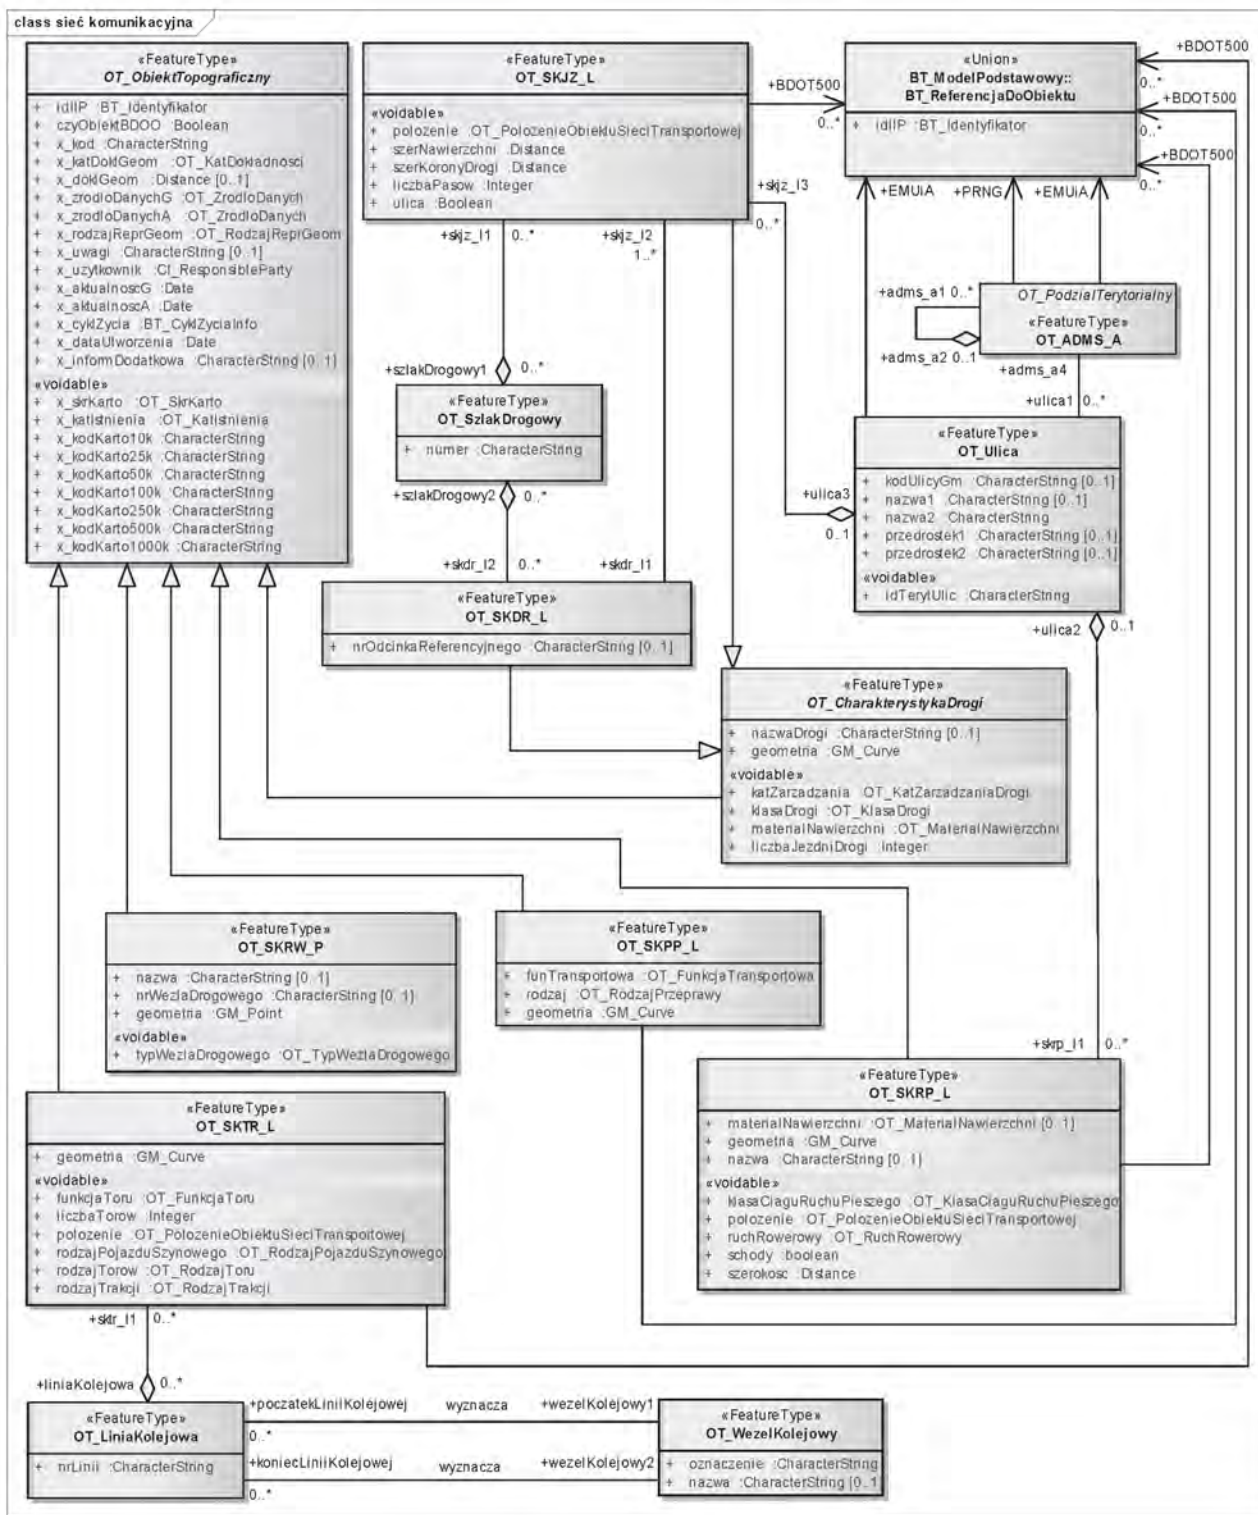 class sieć komunikacyjna
«FeatureType»
OT_ObiektTopograficzny
+ idIIP :BT_Identyfikator
+ czyObiektBDOO :Boolean
+ x_kod :CharacterString
+ x_katDoklGeom :OT_KatDokladnosci
+ x_doklGeom :Distance [0..1]
+ x_zrodloDanychG :OT_ZrodloDanych
+ x_zrodloDanychA :OT_ZrodloDanych
+ x_rodzajReprGeom :OT_RodzajReprGeom
+ x_uwagi :CharacterString [0..1]
+ x_uzytkownik :CI_ResponsibleParty
+ x_aktualnoscG :Date
+ x_aktualnoscA :Date
+ x_cyklZycia :BT_CyklZyciaInfo
+ x_dataUtworzenia :Date
+ x_informDodatkowa :CharacterString [0..1]
«voidable»
+ x_skrKarto :OT_SkrKarto
+ x_katIstnienia :OT_KatIstnienia
+ x_kodKarto10k :CharacterString
+ x_kodKarto25k :CharacterString
+ x_kodKarto50k :CharacterString
+ x_kodKarto100k :CharacterString
+ x_kodKarto250k :CharacterString
+ x_kodKarto500k :CharacterString
+ x_kodKarto1000k :CharacterString
«FeatureType»
OT_SKJZ_L
«voidable»
+ polozenie :OT_PolozenieObiektuSieciTransportowej
+ szerNawierzchni :Distance
+ szerKoronyDrogi :Distance
+ liczbaPasow :Integer
+ ulica :Boolean
+BDOT500
0..*
+skjz_l3
0..*
+skjz_l1
0..*
+skjz_l2
1..*
«Union»
BT_ModelPodstawowy::
BT_ReferencjaDoObiektu
+ idIIP :BT_Identyfikator
+BDOT500
0..*
+BDOT500
0..*
+BDOT500
0..*
+EMUiA
+PRNG
+EMUiA
OT_PodzialTerytorialny
«FeatureType»
OT_ADMS_A
+adms_a1 0..*
+adms_a2 0..1
+adms_a4
+ulica1 0..*
«FeatureType»
OT_Ulica
+ kodUlicyGm :CharacterString [0..1]
+ nazwa1 :CharacterString [0..1]
+ nazwa2 :CharacterString
+ przedrostek1 :CharacterString [0..1]
+ przedrostek2 :CharacterString [0..1]
«voidable»
+ idTerytUlic :CharacterString
+ulica3
0..1
+ulica2
0..1
+szlakDrogowy1
0..*
«FeatureType»
OT_SzlakDrogowy
+ numer :CharacterString
+szlakDrogowy2
0..*
+skdr_l2
0..*
+skdr_l1
«FeatureType»
OT_SKDR_L
+ nrOdcinkaReferencyjnego :CharacterString [0..1]
«FeatureType»
OT_CharakterystykaDrogi
+ nazwaDrogi :CharacterString [0..1]
+ geometria :GM_Curve
«voidable»
+ katZarzadzania :OT_KatZarzadzaniaDrogi
+ klasaDrogi :OT_KlasaDrogi
+ materialNawierzchni :OT_MaterialNawierzchni
+ liczbaJezdniDrogi :Integer
«FeatureType»
OT_SKRW_P
+ nazwa :CharacterString [0..1]
+ nrWezlaDrogowego :CharacterString [0..1]
+ geometria :GM_Point
«voidable»
+ typWezlaDrogowego :OT_TypWezlaDrogowego
«FeatureType»
OT_SKPP_L
+ funTransportowa :OT_FunkcjaTransportowa
+ rodzaj :OT_RodzajPrzeprawy
+ geometria :GM_Curve
+skrp_l1
0..*
«FeatureType»
OT_SKRP_L
+ materialNawierzchni :OT_MaterialNawierzchni [0..1]
+ geometria :GM_Curve
+ nazwa :CharacterString [0..1]
«voidable»
+ klasaCiaguRuchuPieszego :OT_KlasaCiaguRuchuPieszego
+ polozenie :OT_PolozenieObiektuSieciTransportowej
+ ruchRowerowy :OT_RuchRowerowy
+ schody :boolean
+ szerokosc :Distance
«FeatureType»
OT_SKTR_L
+ geometria :GM_Curve
«voidable»
+ funkcjaToru :OT_FunkcjaToru
+ liczbaTorow :Integer
+ polozenie :OT_PolozenieObiektuSieciTransportowej
+ rodzajPojazduSzynowego :OT_RodzajPojazduSzynowego
+ rodzajTorow :OT_RodzajToru
+ rodzajTrakcji :OT_RodzajTrakcji
+sktr_l1
0..*
+liniaKolejowa
0..*
«FeatureType»
OT_LiniaKolejowa
+ nrLinii :CharacterString
+poczatekLiniiKolejowej
wyznacza
+wezelKolejowy1
0..*
+koniecLiniiKolejowej
wyznacza
+wezelKolejowy2
0..*
«FeatureType»
OT_WezelKolejowy
+ oznaczenie :CharacterString
+ nazwa :CharacterString [0..1]